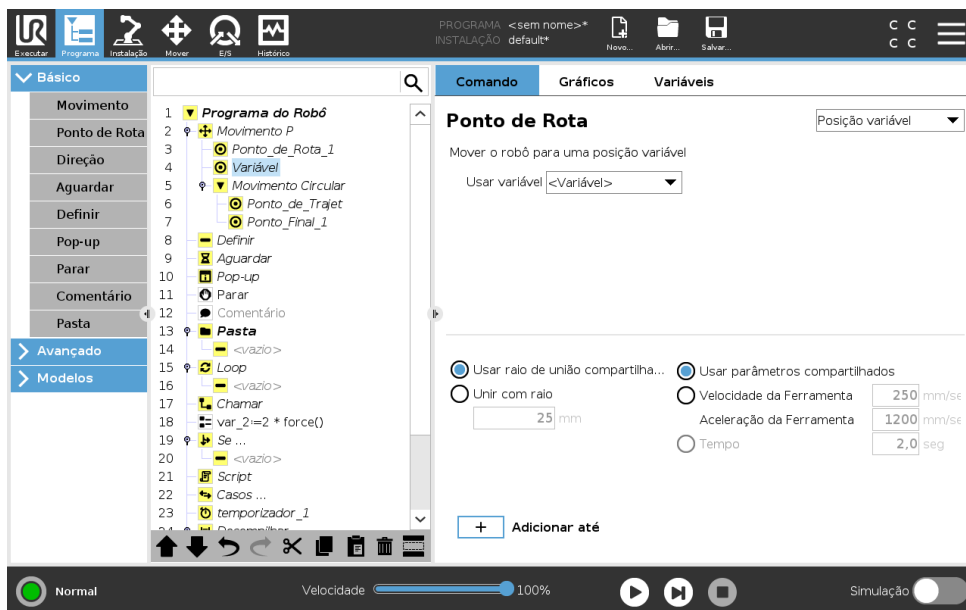 PROGRAMA <sem nome>*
INSTALAÇÃO default*
Executar Programa Instalação Mover E/S Histórico Novo... Abrir... Salvar...
C C
C C
Básico
Movimento
Ponto de Rota
Direção
Aguardar
Definir
Pop-up
Parar
Comentário
Pasta
Avançado
Modelos
1 Programa do Robô
2 Movimento P
3 Ponto_de_Rota_1
4 Variável
5 Movimento Circular
6 Ponto_de_Trajet
7 Ponto_Final_1
8 Definir
9 Aguardar
10 Pop-up
11 Parar
12 Comentário
13 Pasta
14 <vazio>
15 Loop
16 <vazio>
17 Chamar
18 var_2:=2 * force()
19 Se ...
20 <vazio>
21 Script
22 Casos ...
23 temporizador_1
24 Desempilhar
Comando Gráficos Variáveis
Ponto de Rota Posição variável
Mover o robô para uma posição variável
Usar variável <Variável>
Usar raio de união compartilha... Usar parâmetros compartilhados
Unir com raio Velocidade da Ferramenta 250 mm/se
25 mm Aceleração da Ferramenta 1200 mm/se
Tempo 2,0 seg
+ Adicionar até
Normal Velocidade 100% Simulação